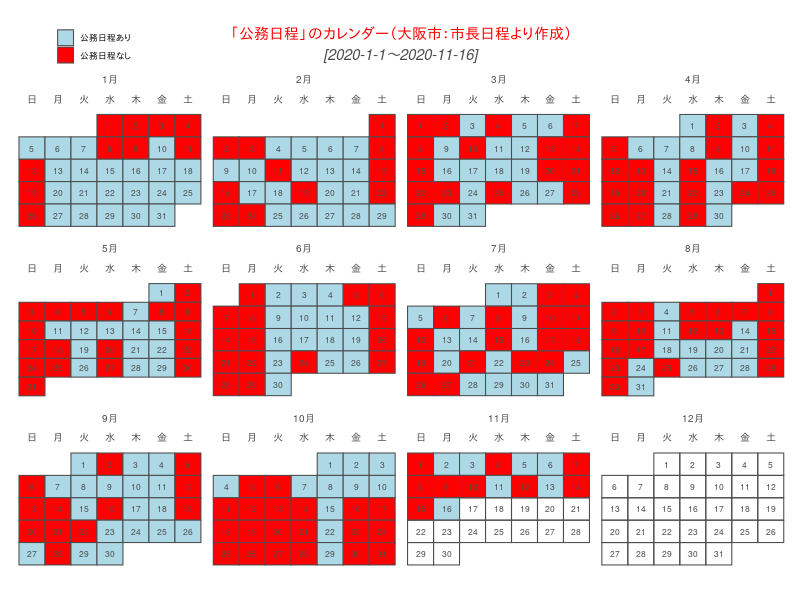 公務日程あり
公務日程なし
「公務日程」のカレンダー（大阪市：市長日程より作成）
[2020-1-1～2020-11-16]
1月
日 月 火 水 木 金 土
1 2 3 4
5 6 7 8 9 10 11
12 13 14 15 16 17 18
19 20 21 22 23 24 25
26 27 28 29 30 31
2月
日 月 火 水 木 金 土
1
2 3 4 5 6 7 8
9 10 11 12 13 14 15
16 17 18 19 20 21 22
23 24 25 26 27 28 29
3月
日 月 火 水 木 金 土
1 2 3 4 5 6 7
8 9 10 11 12 13 14
15 16 17 18 19 20 21
22 23 24 25 26 27 28
29 30 31
4月
日 月 火 水 木 金 土
1 2 3 4
5 6 7 8 9 10 11
12 13 14 15 16 17 18
19 20 21 22 23 24 25
26 27 28 29 30
5月
日 月 火 水 木 金 土
1 2
3 4 5 6 7 8 9
10 11 12 13 14 15 16
17 18 19 20 21 22 23
24 25 26 27 28 29 30
31
6月
日 月 火 水 木 金 土
1 2 3 4 5 6
7 8 9 10 11 12 13
14 15 16 17 18 19 20
21 22 23 24 25 26 27
28 29 30
7月
日 月 火 水 木 金 土
1 2 3 4
5 6 7 8 9 10 11
12 13 14 15 16 17 18
19 20 21 22 23 24 25
26 27 28 29 30 31
8月
日 月 火 水 木 金 土
1
2 3 4 5 6 7 8
9 10 11 12 13 14 15
16 17 18 19 20 21 22
23 24 25 26 27 28 29
30 31
9月
日 月 火 水 木 金 土
1 2 3 4 5
6 7 8 9 10 11 12
13 14 15 16 17 18 19
20 21 22 23 24 25 26
27 28 29 30
10月
日 月 火 水 木 金 土
1 2 3
4 5 6 7 8 9 10
11 12 13 14 15 16 17
18 19 20 21 22 23 24
25 26 27 28 29 30 31
11月
日 月 火 水 木 金 土
1 2 3 4 5 6 7
8 9 10 11 12 13 14
15 16 17 18 19 20 21
22 23 24 25 26 27 28
29 30
12月
日 月 火 水 木 金 土
1 2 3 4 5
6 7 8 9 10 11 12
13 14 15 16 17 18 19
20 21 22 23 24 25 26
27 28 29 30 31